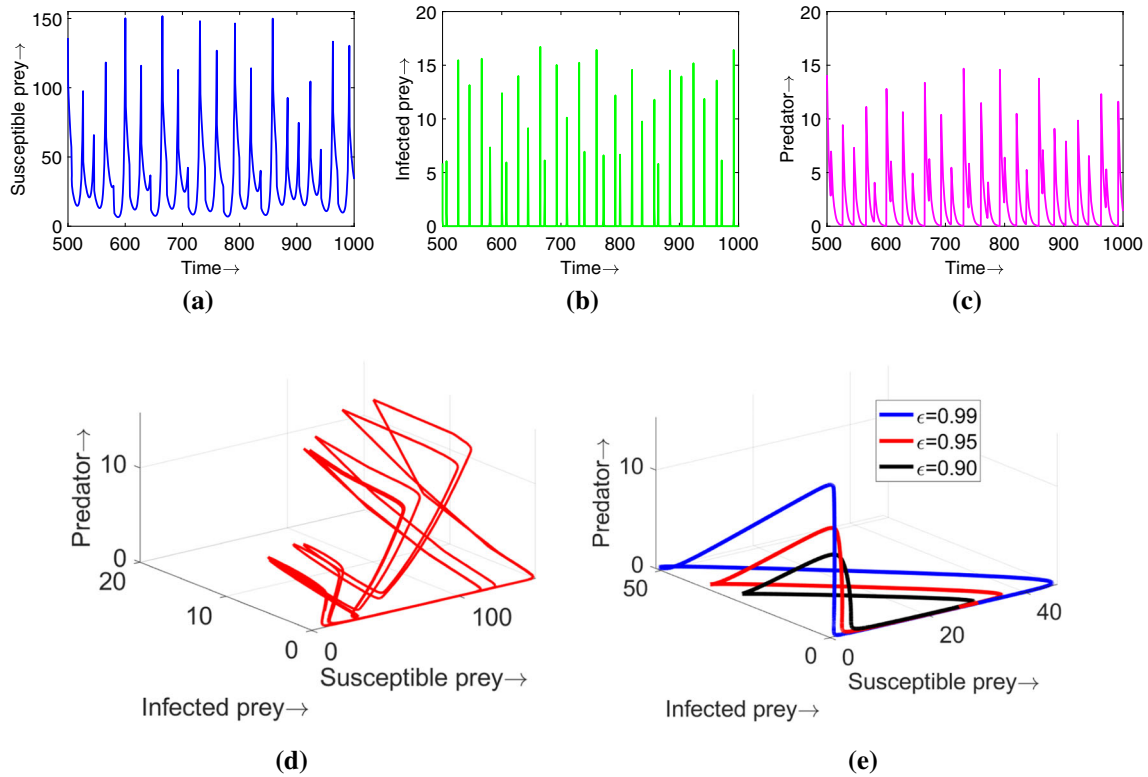 Susceptible prey→
150
100
50
0
500 600 700 800 900 1000
Time→
(a)
Infected prey→
20
15
10
5
0
500 600 700 800 900 1000
Time→
(b)
Predator→
20
15
10
5
0
500 600 700 800 900 1000
Time→
(c)
Predator→
10
0
20
10
0
0
100
Susceptible prey→
Infected prey→
(d)
ϵ=0.99
ϵ=0.95
ϵ=0.90
Predator→
10
0
50
0
0
20
40
Susceptible prey→
Infected prey→
(e)